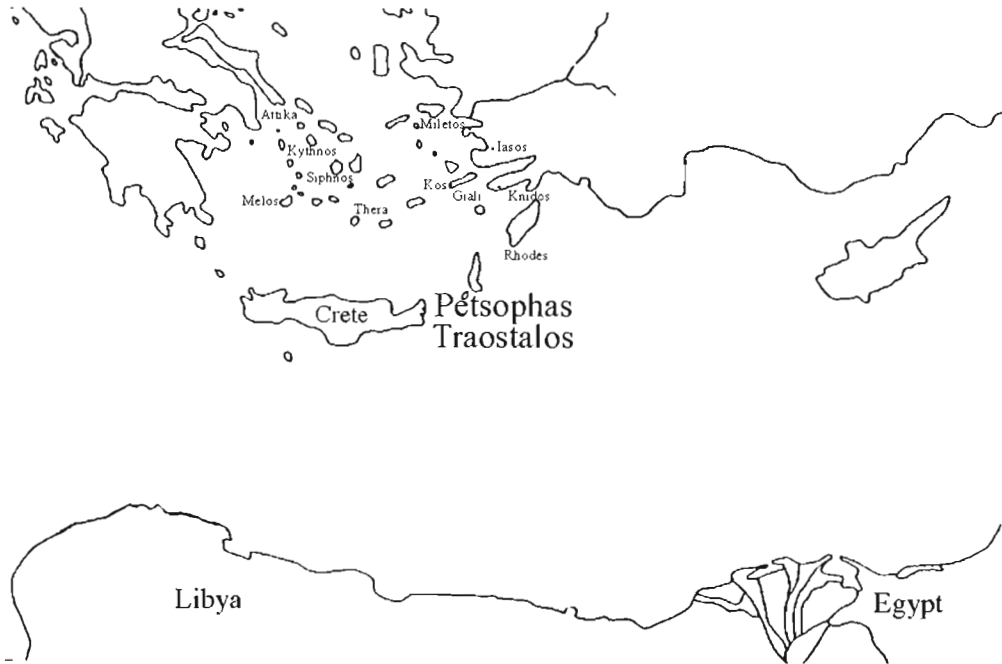 Attika
Miletos
Kythnos
Iasos
Siphnos
Kos
Melos
Giali
Knidos
Thera
Rhodes
Crete
Petsophas
Traostalos
Libya
Egypt